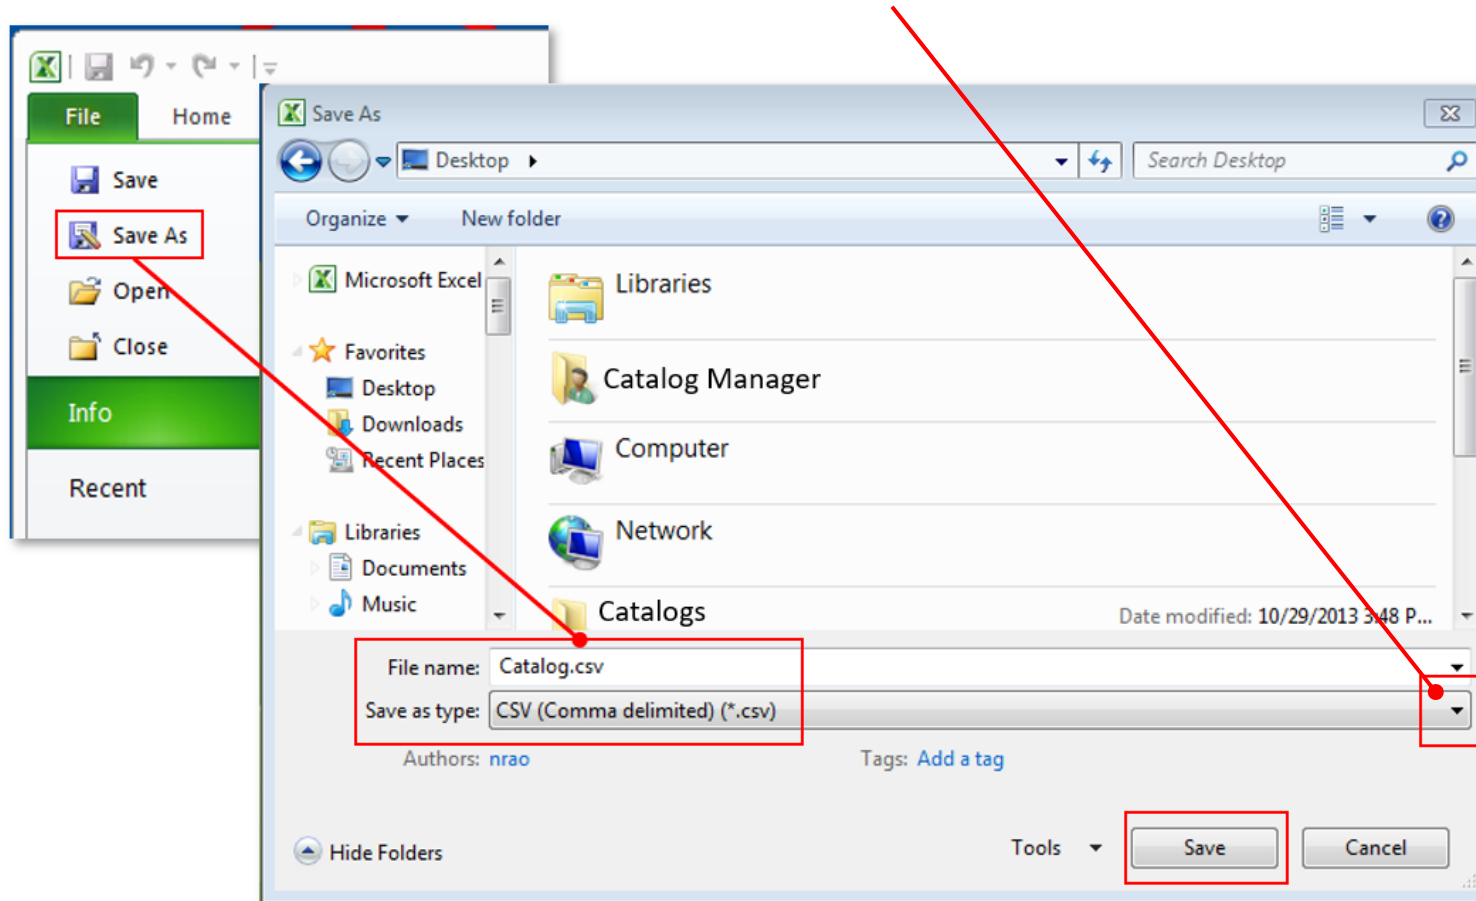 File Home
Save
Save As
Open
Close
Info
Recent
Save As
Desktop
Search Desktop
Organize New folder
Microsoft Excel
Favorites
Desktop
Downloads
Recent Places
Libraries
Documents
Music
Libraries
Catalog Manager
Computer
Network
Catalogs Date modified: 10/29/2013 3:48 P...
File name: Catalog.csv
Save as type: CSV (Comma delimited) (*.csv)
Authors: nrao Tags: Add a tag
Hide Folders Tools Save Cancel